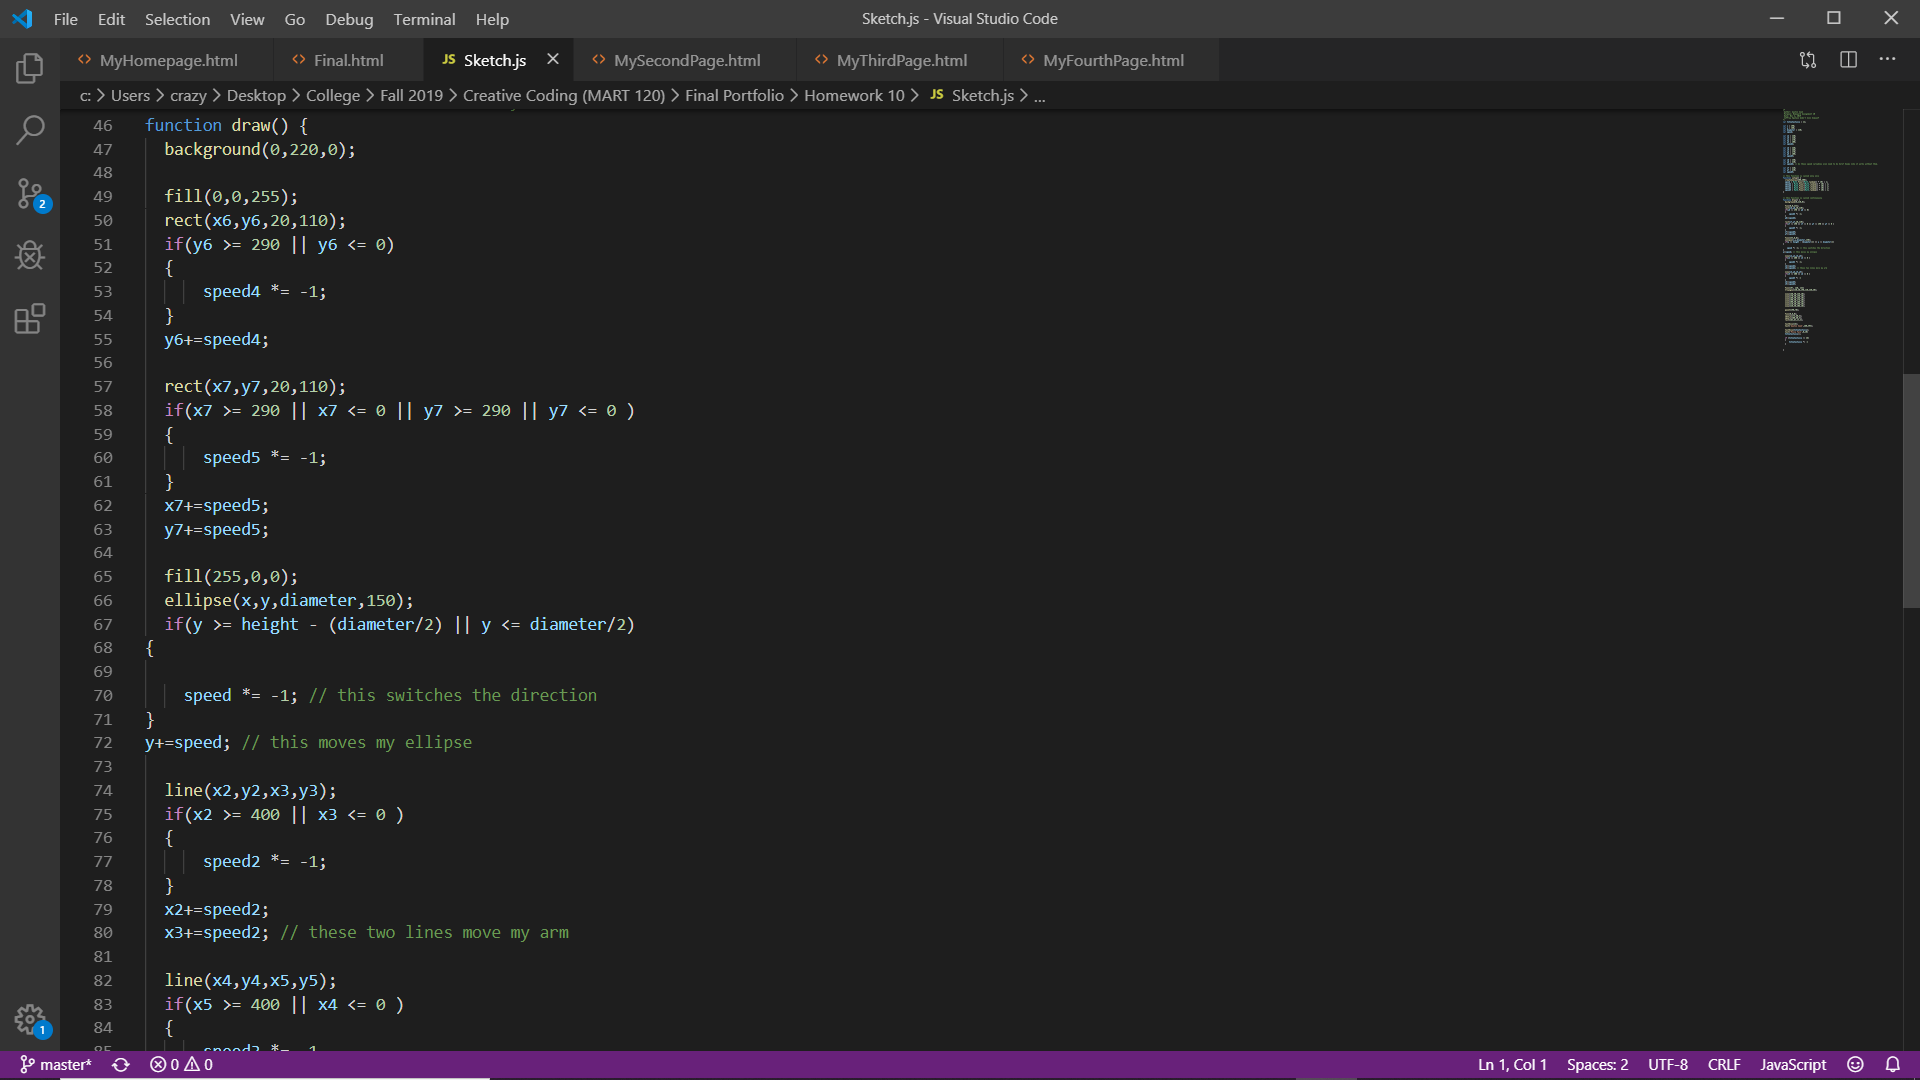 File Edit Selection View Go Debug Terminal Help Sketch.js - Visual Studio Code
MyHomepage.html Final.html JS Sketch.js MySecondPage.html MyThirdPage.html MyFourthPage.html
c: > Users > crazy > Desktop > College > Fall 2019 > Creative Coding (MART 120) > Final Portfolio > Homework 10 > JS Sketch.js > ...
46 function draw() {
47 background(0,220,0);
48
49 fill(0,0,255);
50 rect(x6,y6,20,110);
51 if(y6 >= 290 || y6 <= 0)
52 {
53 speed4 *= -1;
54 }
55 y6+=speed4;
56
57 rect(x7,y7,20,110);
58 if(x7 >= 290 || x7 <= 0 || y7 >= 290 || y7 <= 0 )
59 {
60 speed5 *= -1;
61 }
62 x7+=speed5;
63 y7+=speed5;
64
65 fill(255,0,0);
66 ellipse(x,y,diameter,150);
67 if(y >= height - (diameter/2) || y <= diameter/2)
68 {
69
70 speed *= -1; // this switches the direction
71 }
72 y+=speed; // this moves my ellipse
73
74 line(x2,y2,x3,y3);
75 if(x2 >= 400 || x3 <= 0 )
76 {
77 speed2 *= -1;
78 }
79 x2+=speed2;
80 x3+=speed2; // these two lines move my arm
81
82 line(x4,y4,x5,y5);
83 if(x5 >= 400 || x4 <= 0 )
84 {
85 speed3 *= -1
2
1
master* 0 0 Ln 1, Col 1 Spaces: 2 UTF-8 CRLF JavaScript